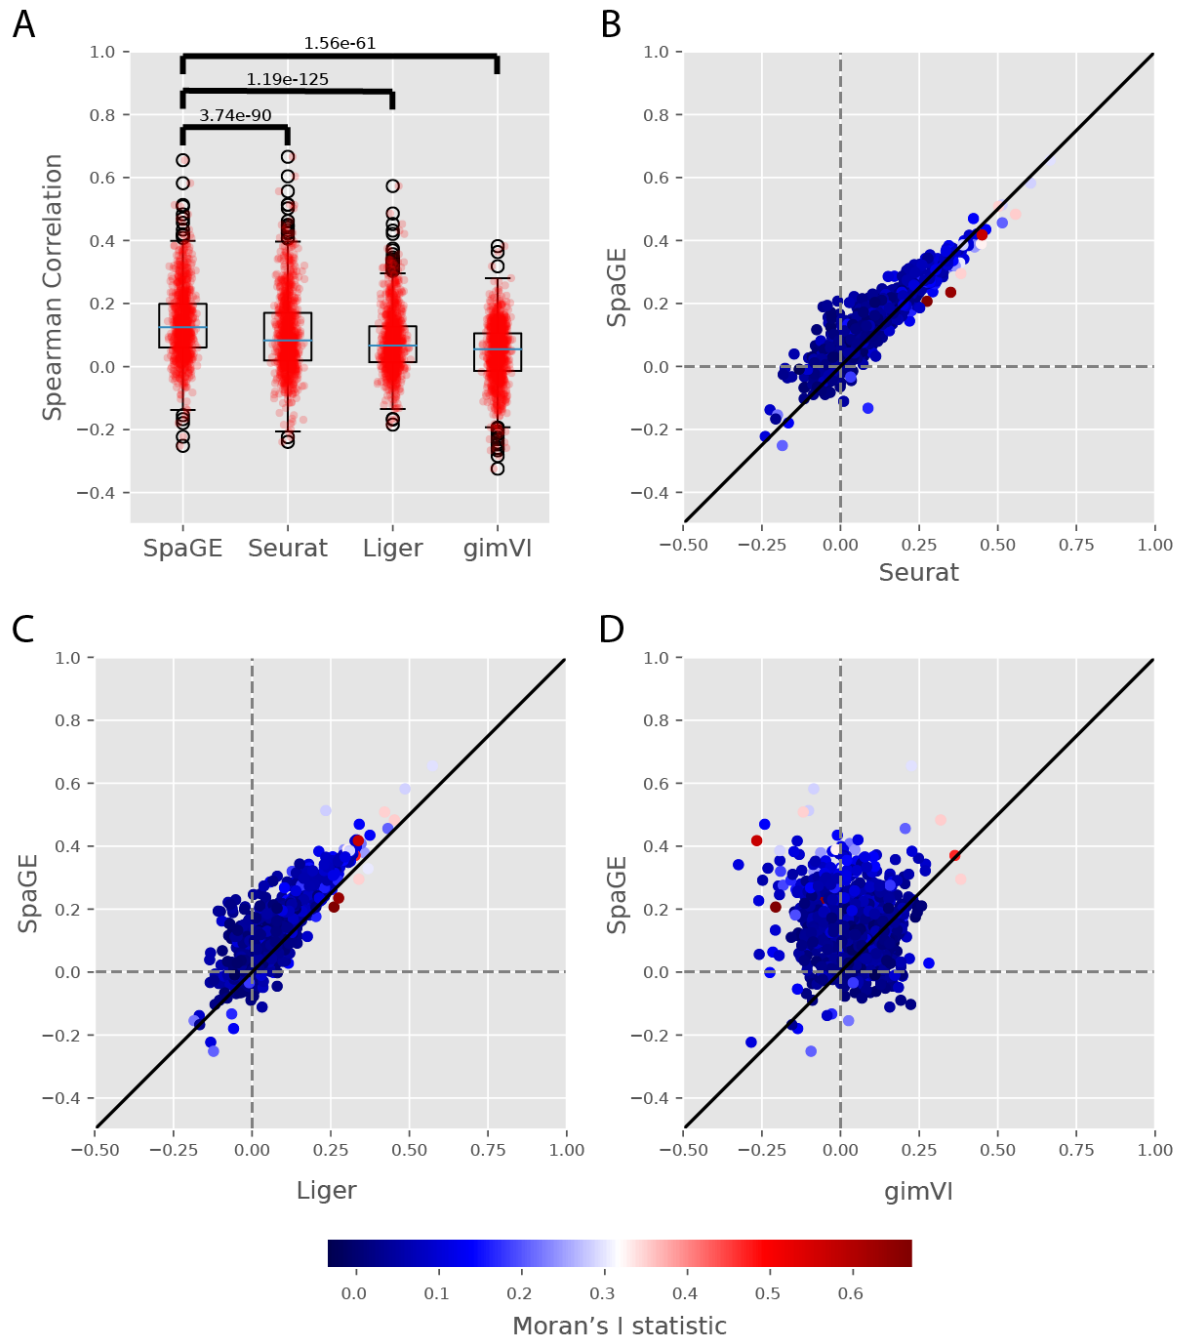 A
B
1.56e-61
1.19e-125
3.74e-90
Spearman Correlation
1.0
0.8
0.6
0.4
0.2
0.0
−0.2
−0.4
SpaGE Seurat Liger gimVI
SpaGE
1.0
0.8
0.6
0.4
0.2
0.0
−0.2
−0.4
−0.50 −0.25 0.00 0.25 0.50 0.75 1.00
Seurat
C
D
SpaGE
1.0
0.8
0.6
0.4
0.2
0.0
−0.2
−0.4
−0.50 −0.25 0.00 0.25 0.50 0.75 1.00
Liger
SpaGE
1.0
0.8
0.6
0.4
0.2
0.0
−0.2
−0.4
−0.50 −0.25 0.00 0.25 0.50 0.75 1.00
gimVI
0.0 0.1 0.2 0.3 0.4 0.5 0.6
Moran’s I statistic